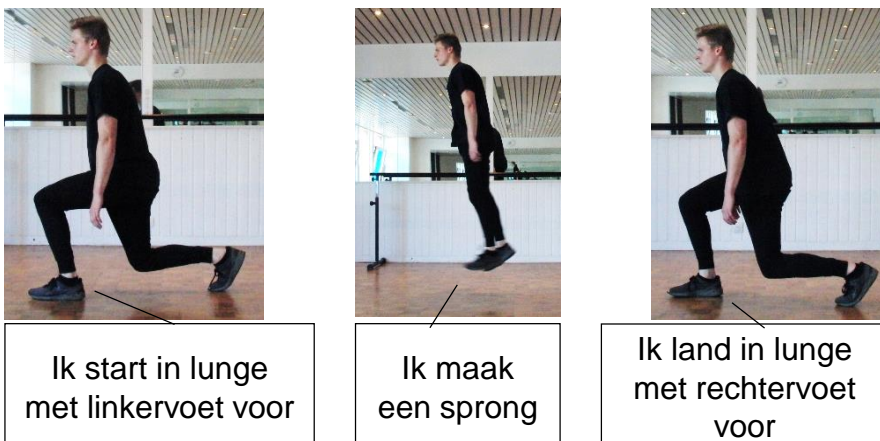 Ik start in lunge
met linkervoet voor
Ik maak
een sprong
Ik land in lunge
met rechtervoet
voor